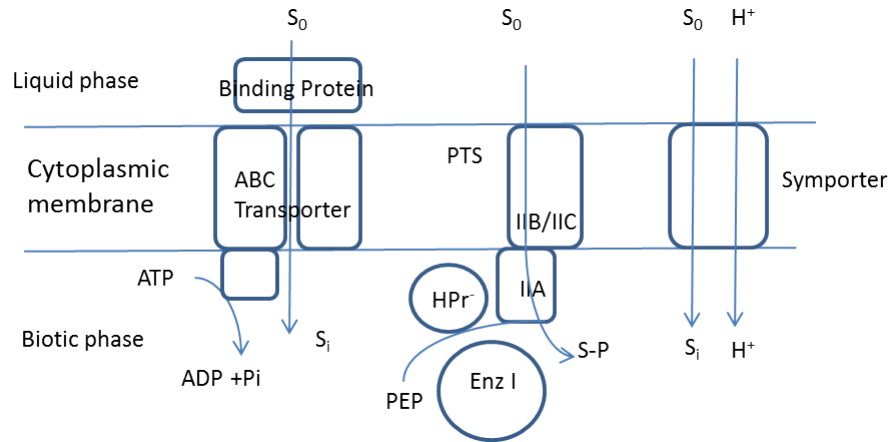 S₀ S₀ S₀ H⁺
Liquid phase
Binding Protein
Cytoplasmic
membrane
ABC
Transporter
PTS
IIB/IIC
Symporter
ATP
HPr⁻
IIA
Biotic phase
Sᵢ
S-P
Sᵢ H⁺
ADP +Pi
PEP
Enz I